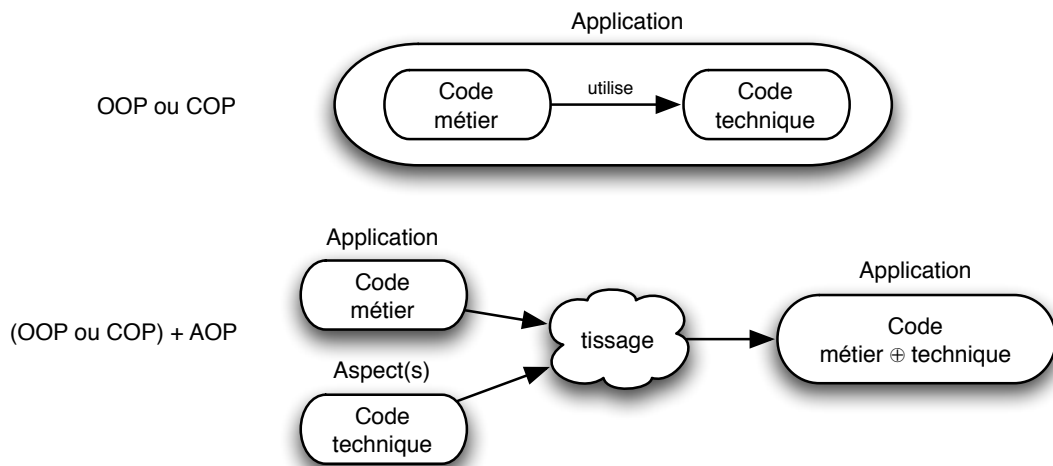 Application
OOP ou COP
Code
métier
utilise
Code
technique
(OOP ou COP) + AOP
Application
Code
métier
Aspect(s)
Code
technique
tissage
Application
Code
métier ⊕ technique